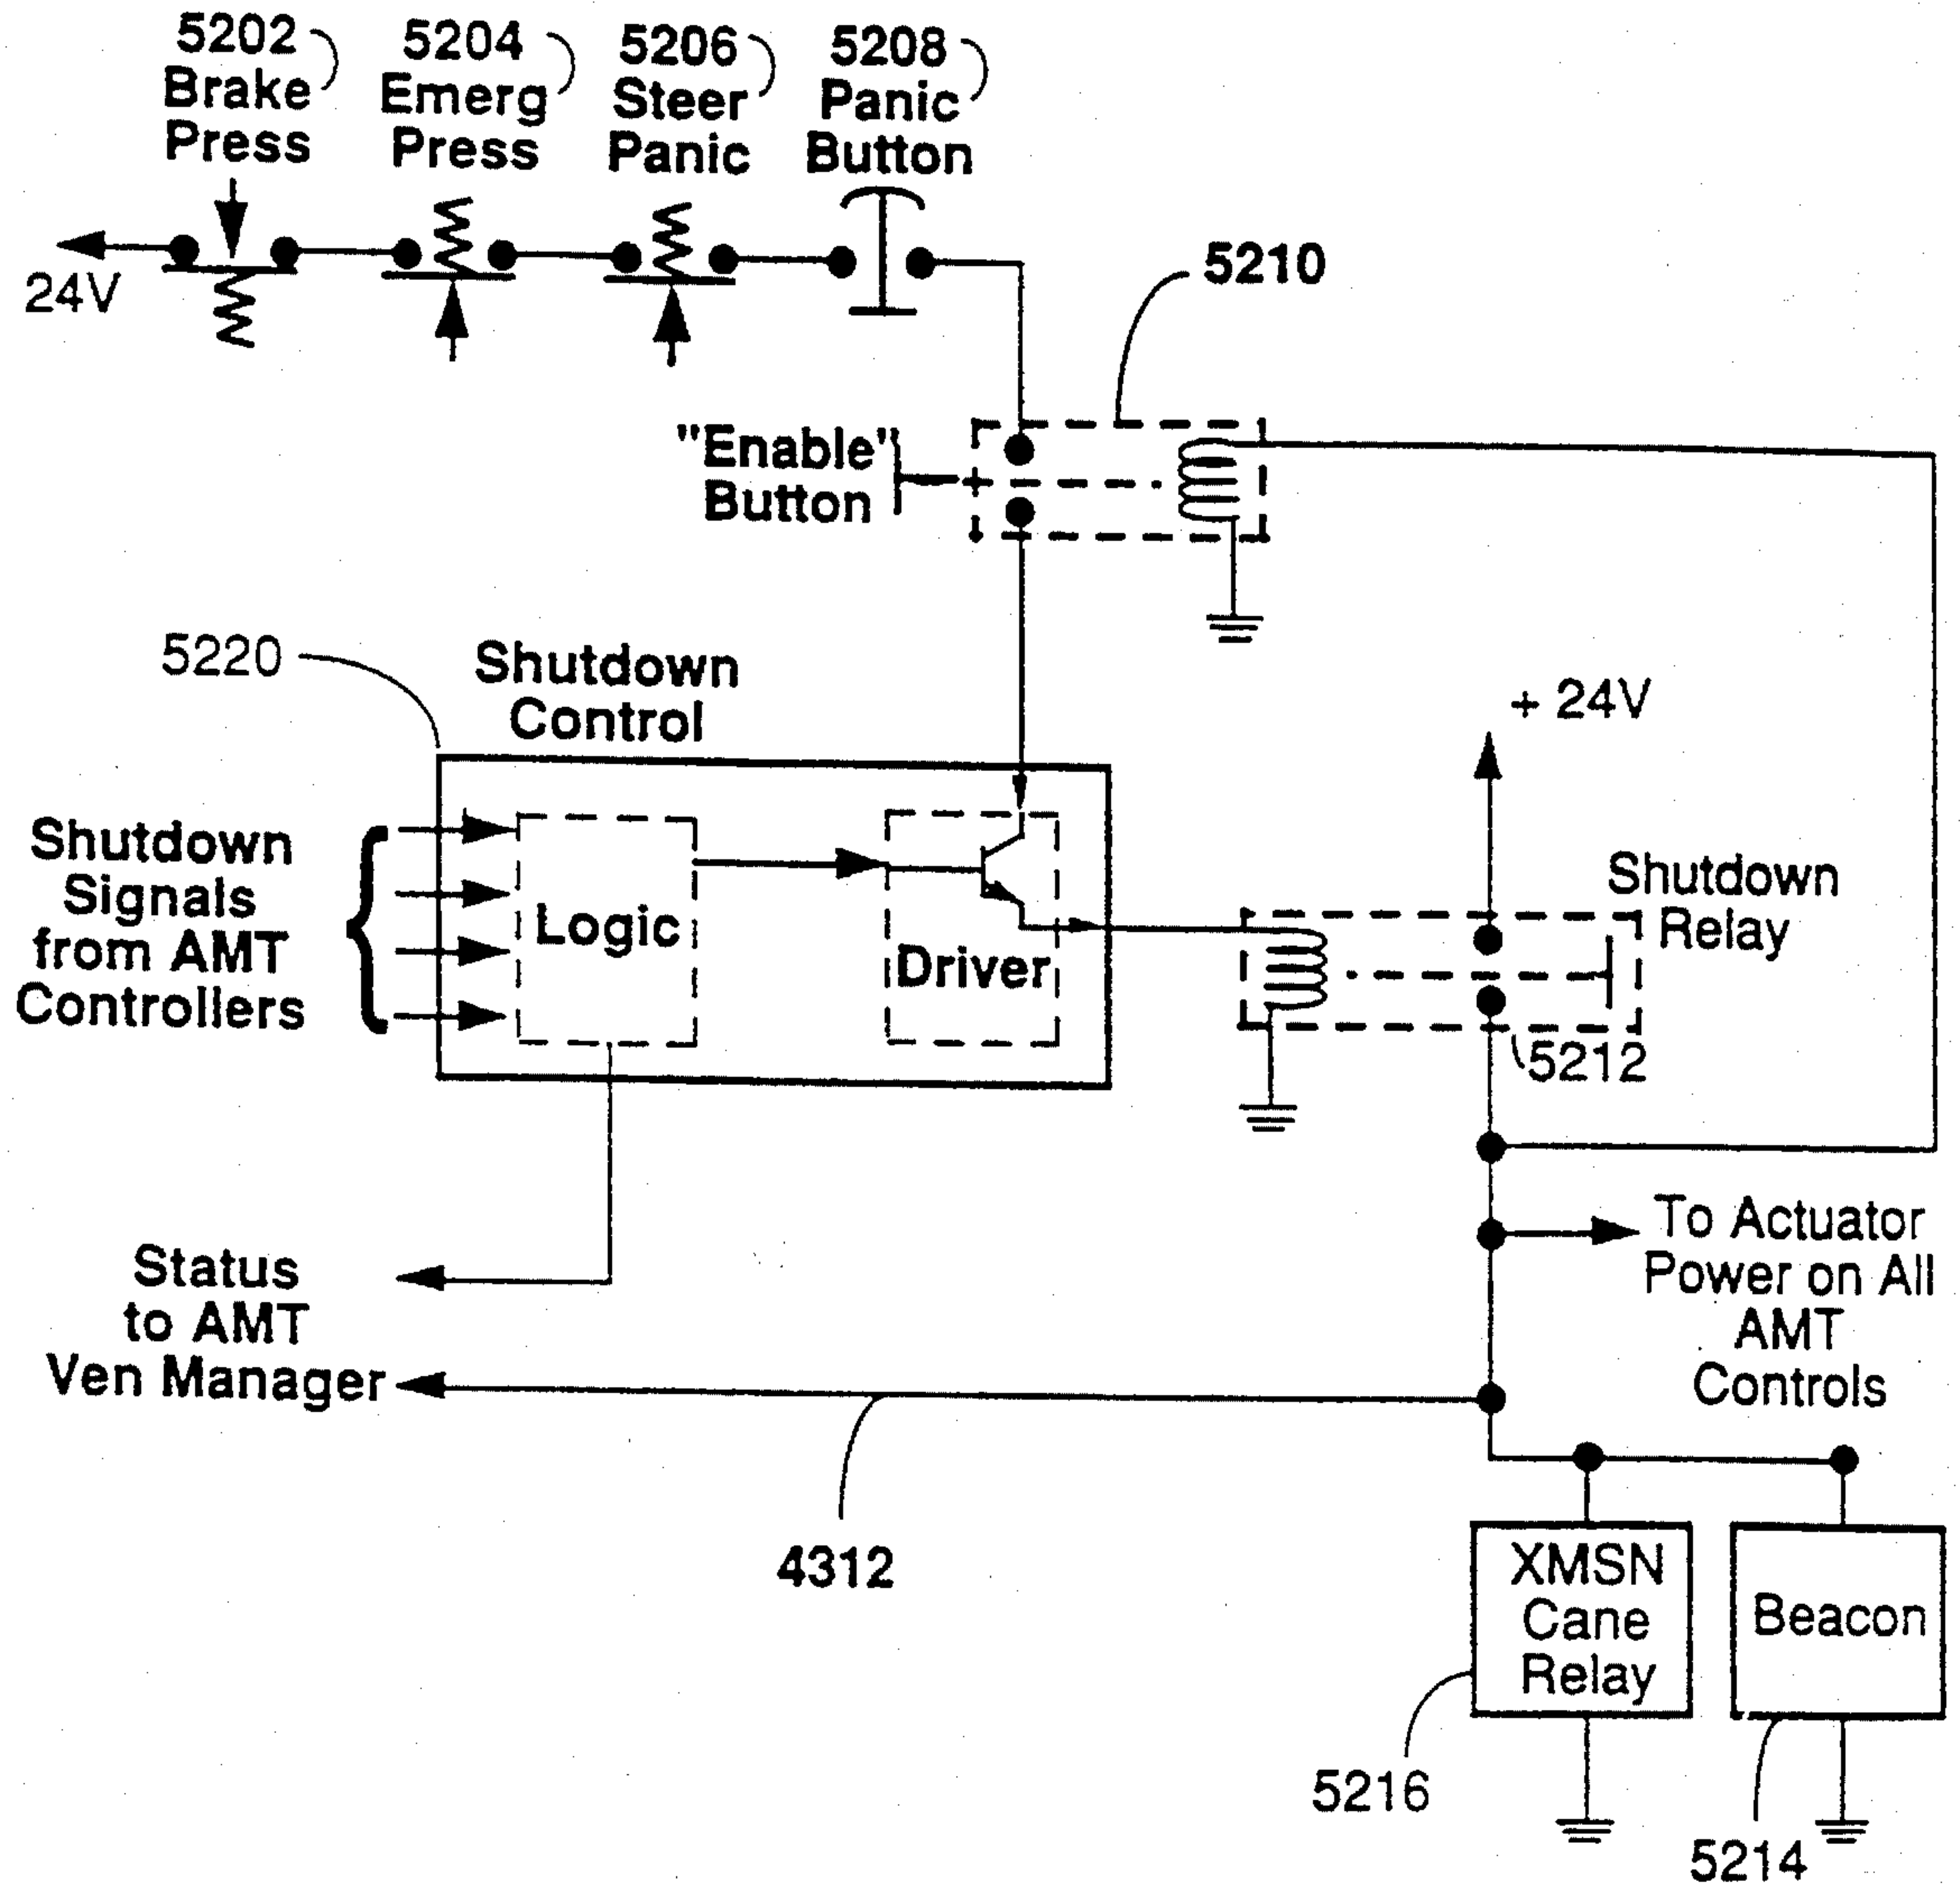 5202
Brake
Press
5204
Emerg
Press
5206
Steer
Panic
5208
Panic
Button
24V
5210
"Enable"
Button
5220
Shutdown
Control
+ 24V
Shutdown
Signals
from AMT
Controllers
Logic
Driver
Shutdown
Relay
5212
To Actuator
Power on All
AMT
Controls
Status
to AMT
Ven Manager
4312
XMSN
Cane
Relay
Beacon
5216
5214